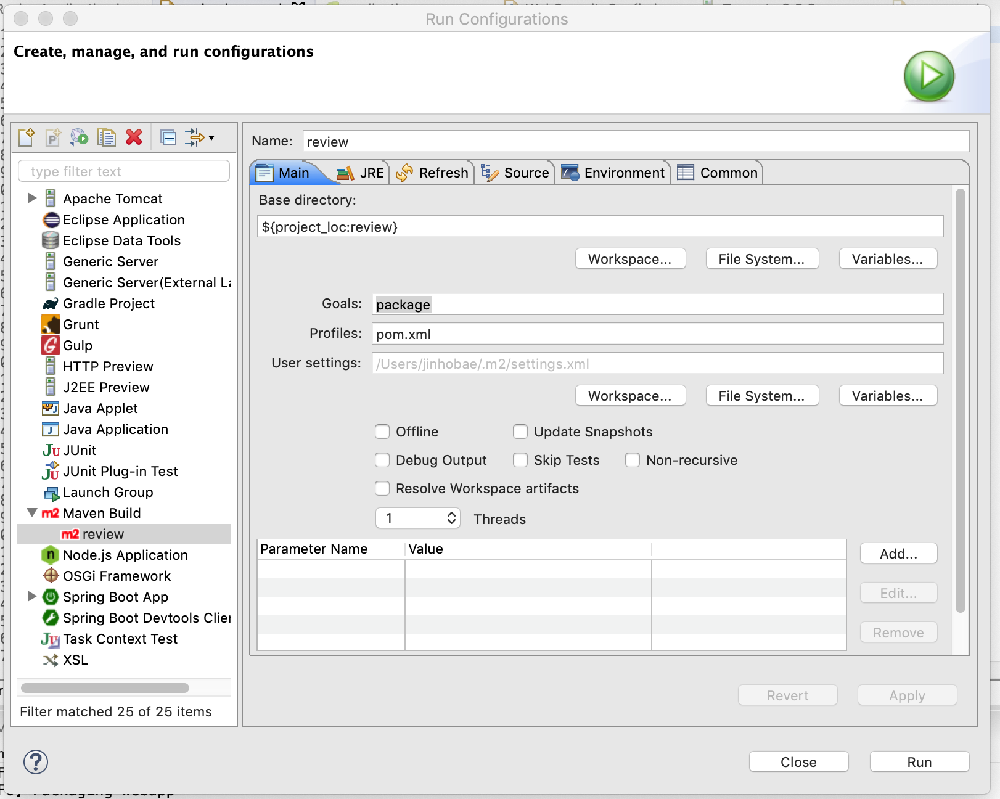 Run Configurations
Create, manage, and run configurations
type filter text
Apache Tomcat
Eclipse Application
Eclipse Data Tools
Generic Server
Generic Server(External La
Gradle Project
Grunt
Gulp
HTTP Preview
J2EE Preview
Java Applet
Java Application
JUnit
JUnit Plug-in Test
Launch Group
m2 Maven Build
m2 review
Node.js Application
OSGi Framework
Spring Boot App
Spring Boot Devtools Clien
Task Context Test
XSL
Filter matched 25 of 25 items
Name: review
Main JRE Refresh Source Environment Common
Base directory:
${project_loc:review}
Workspace... File System... Variables...
Goals: package
Profiles: pom.xml
User settings: /Users/jinhobae/.m2/settings.xml
Workspace... File System... Variables...
Offline Update Snapshots
Debug Output Skip Tests Non-recursive
Resolve Workspace artifacts
1 Threads
Parameter Name Value
Add...
Edit...
Remove
Revert Apply
Close Run